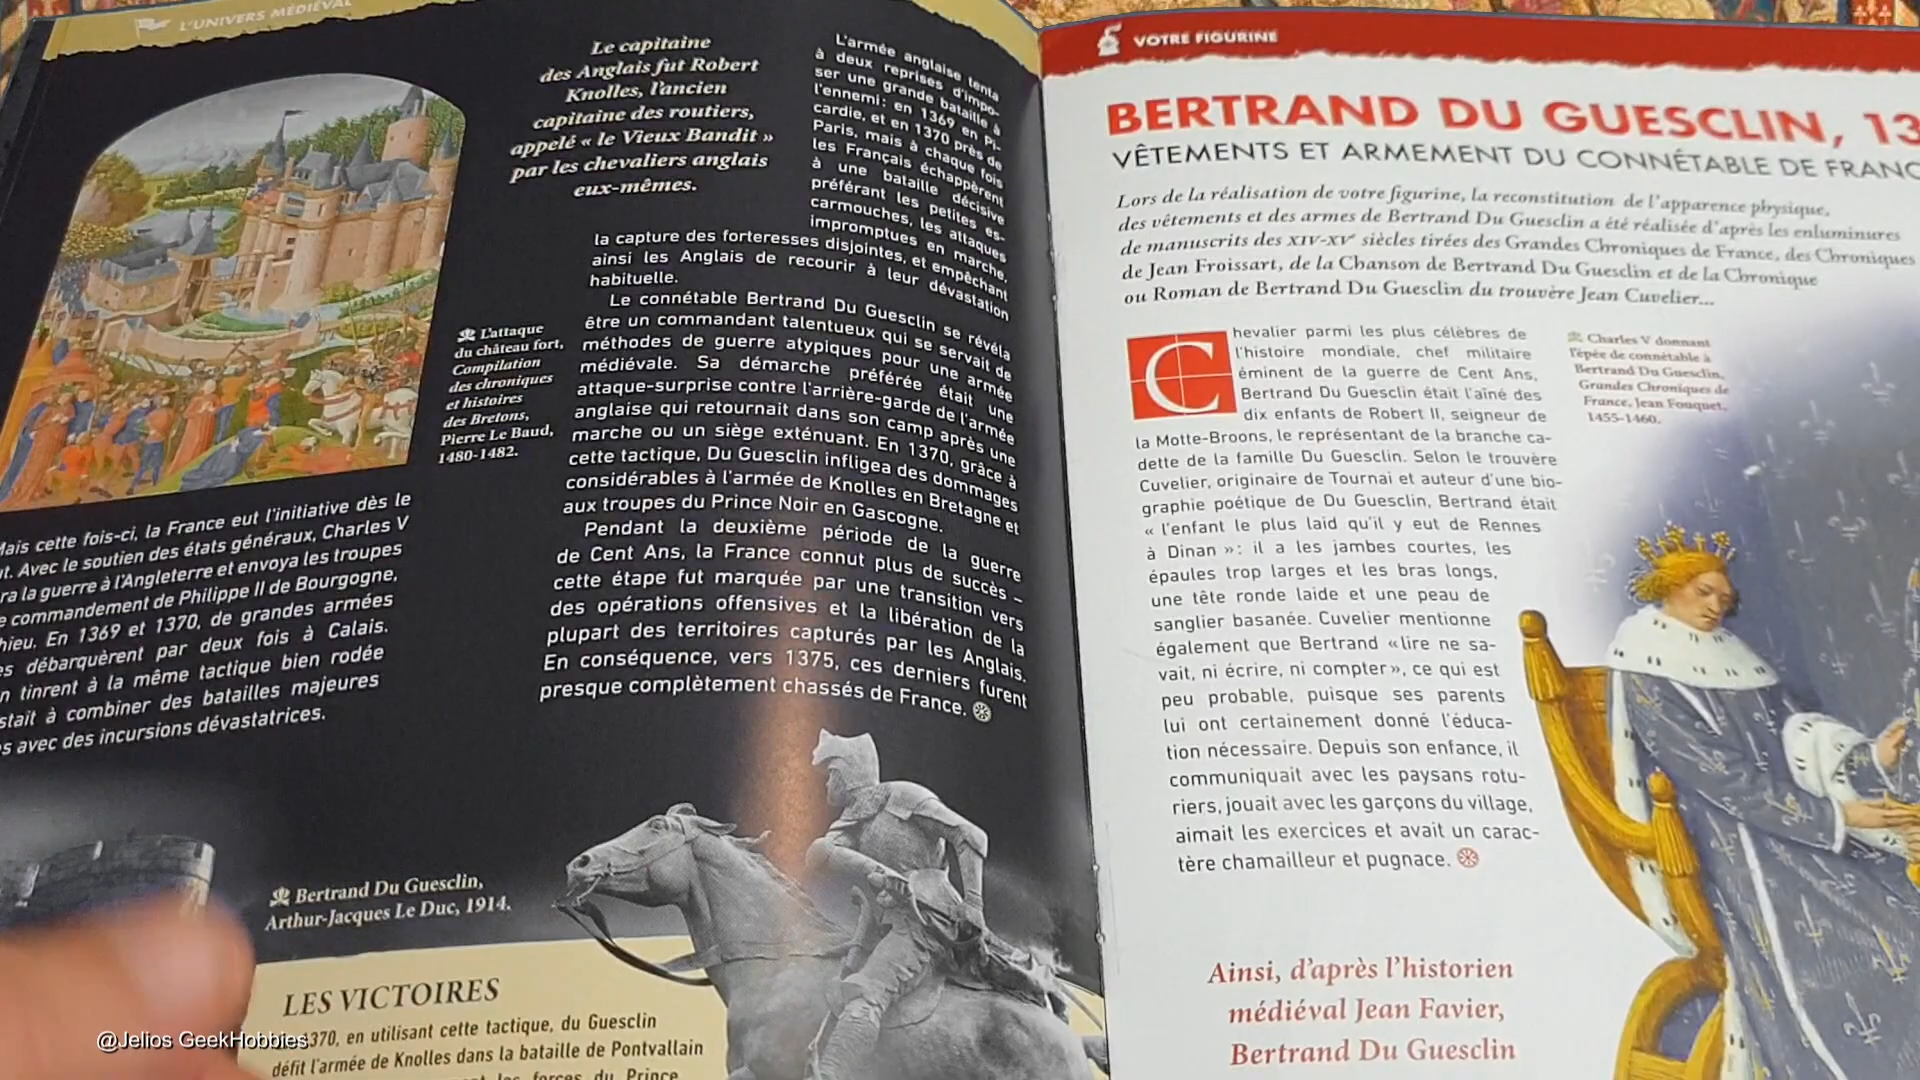 L'UNIVERS MÉDIÉVAL
Le capitaine
des Anglais fut Robert
Knolles, l'ancien
capitaine des routiers,
appelé « le Vieux Bandit »
par les chevaliers anglais
eux-mêmes.
L'armée anglaise tenta
à deux reprises d'impo-
ser une grande bataille à
l'ennemi : en 1369 en Pi-
cardie, et en 1370 près de
Paris, mais à chaque fois
les Français échappèrent
à une bataille décisive
préférant les petites es-
carmouches, les attaques
impromptues en marche,
la capture des forteresses disjointes, et empêchant
ainsi les Anglais de recourir à leur dévastation
habituelle.
Le connétable Bertrand Du Guesclin se révéla
être un commandant talentueux qui se servait de
méthodes de guerre atypiques pour une armée
médiévale. Sa démarche préférée était une
attaque-surprise contre l'arrière-garde de l'armée
anglaise qui retournait dans son camp après une
marche ou un siège exténuant. En 1370, grâce à
cette tactique, Du Guesclin infligea des dommages
considérables à l'armée de Knolles en Bretagne et
aux troupes du Prince Noir en Gascogne.
Pendant la deuxième période de la guerre
de Cent Ans, la France connut plus de succès –
cette étape fut marquée par une transition vers
des opérations offensives et la libération de la
plupart des territoires capturés par les Anglais.
En conséquence, vers 1375, ces derniers furent
presque complètement chassés de France.
L'attaque
du château fort,
Compilation
des chroniques
et histoires
des Bretons,
Pierre Le Baud,
1480-1482.
Mais cette fois-ci, la France eut l'initiative dès le
Avec le soutien des états généraux, Charles V
la guerre à l'Angleterre et envoya les troupes
commandement de Philippe II de Bourgogne,
En 1369 et 1370, de grandes armées
débarquèrent par deux fois à Calais.
tinrent à la même tactique bien rodée
à combiner des batailles majeures
avec des incursions dévastatrices.
Bertrand Du Guesclin,
Arthur-Jacques Le Duc, 1914.
LES VICTOIRES
1370, en utilisant cette tactique, du Guesclin
défit l'armée de Knolles dans la bataille de Pontvallain
les forces du Prince
@Jelios GeekHobbies
VOTRE FIGURINE
BERTRAND DU GUESCLIN, 13
VÊTEMENTS ET ARMEMENT DU CONNÉTABLE DE FRANC
Lors de la réalisation de votre figurine, la reconstitution de l'apparence physique,
des vêtements et des armes de Bertrand Du Guesclin a été réalisée d'après les enluminures
de manuscrits des XIV-XVe siècles tirées des Grandes Chroniques de France, des Chroniques
de Jean Froissart, de la Chanson de Bertrand Du Guesclin et de la Chronique
ou Roman de Bertrand Du Guesclin du trouvère Jean Cuvelier...
Chevalier parmi les plus célèbres de
l'histoire mondiale, chef militaire
éminent de la guerre de Cent Ans,
Bertrand Du Guesclin était l'aîné des
dix enfants de Robert II, seigneur de
la Motte-Broons, le représentant de la branche ca-
dette de la famille Du Guesclin. Selon le trouvère
Cuvelier, originaire de Tournai et auteur d'une bio-
graphie poétique de Du Guesclin, Bertrand était
« l'enfant le plus laid qu'il y eut de Rennes
à Dinan » : il a les jambes courtes, les
épaules trop larges et les bras longs,
une tête ronde laide et une peau de
sanglier basanée. Cuvelier mentionne
également que Bertrand «lire ne sa-
vait, ni écrire, ni compter», ce qui est
peu probable, puisque ses parents
lui ont certainement donné l'éduca-
tion nécessaire. Depuis son enfance, il
communiquait avec les paysans rotu-
riers, jouait avec les garçons du village,
aimait les exercices et avait un carac-
tère chamailleur et pugnace.
Charles V donnant
l'épée de connétable à
Bertrand Du Guesclin,
Grandes Chroniques de
France, Jean Fouquet,
1455-1460.
Ainsi, d'après l'historien
médiéval Jean Favier,
Bertrand Du Guesclin